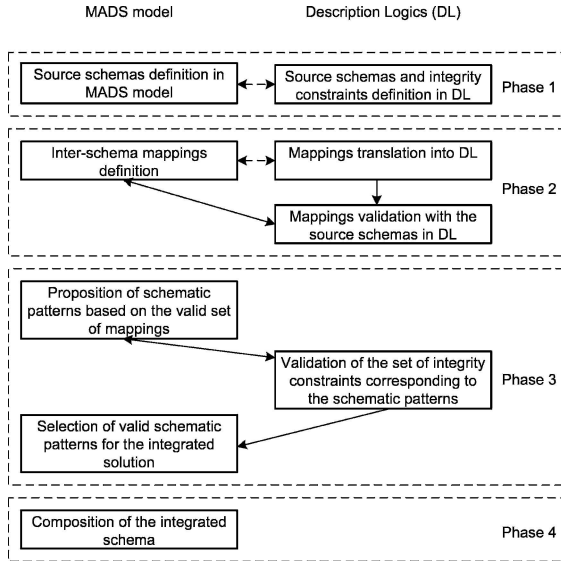 MADS model
Description Logics (DL)
Source schemas definition in
MADS model
Source schemas and integrity
constraints definition in DL
Phase 1
Inter-schema mappings
definition
Mappings translation into DL
Mappings validation with the
source schemas in DL
Phase 2
Proposition of schematic
patterns based on the valid set
of mappings
Validation of the set of integrity
constraints corresponding to
the schematic patterns
Phase 3
Selection of valid schematic
patterns for the integrated
solution
Composition of the integrated
schema
Phase 4